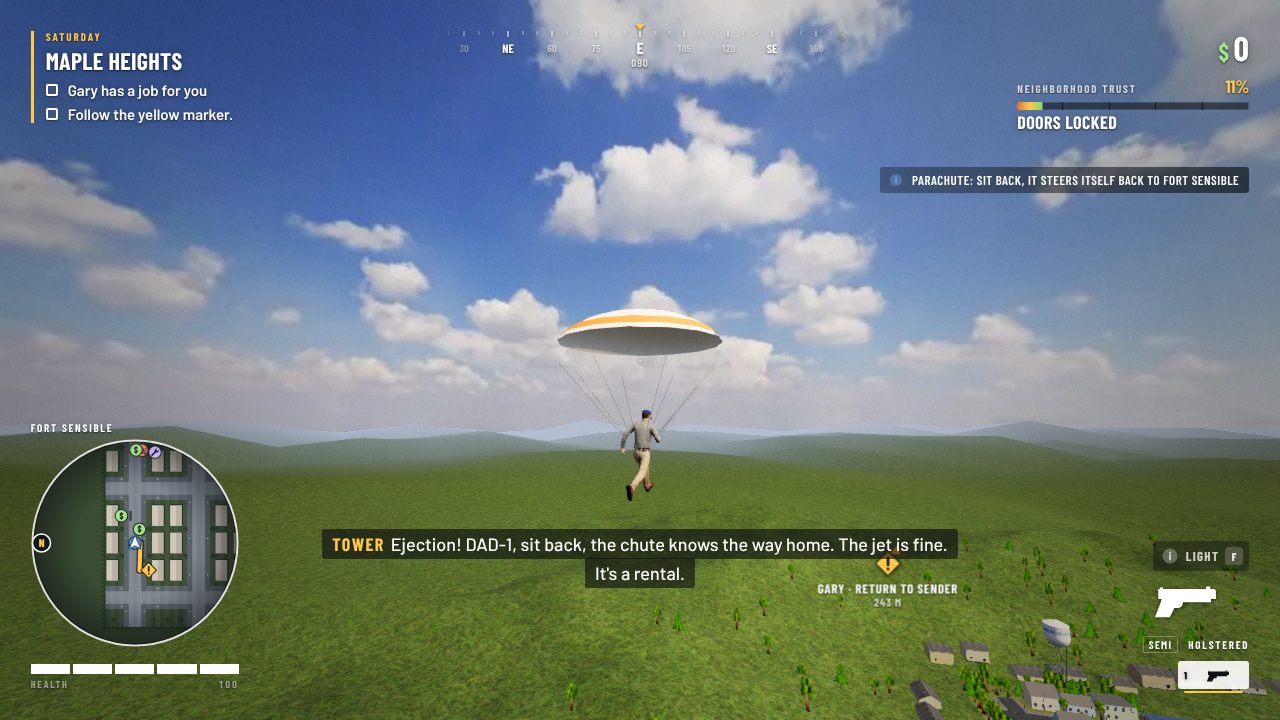 SATURDAY
MAPLE HEIGHTS
Gary has a job for you
Follow the yellow marker.
30 NE 60 75 E 105 120 SE 150
090
$0
NEIGHBORHOOD TRUST 11%
DOORS LOCKED
i PARACHUTE: SIT BACK, IT STEERS ITSELF BACK TO FORT SENSIBLE
FORT SENSIBLE
$
$
$
N
!
HEALTH 100
TOWER Ejection! DAD-1, sit back, the chute knows the way home. The jet is fine.
It's a rental.
!
GARY · RETURN TO SENDER
243 M
i LIGHT F
SEMI HOLSTERED
1